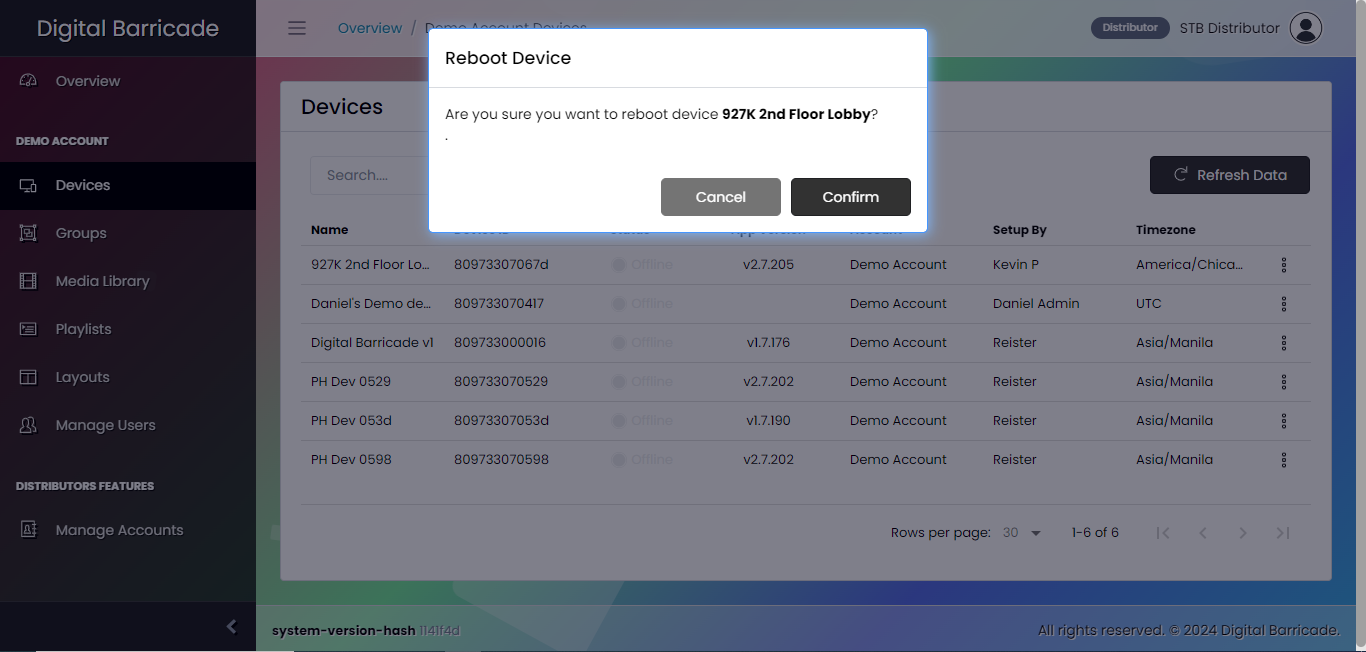 Digital Barricade
Overview / Demo Account Devices
Distributor STB Distributor
Overview
DEMO ACCOUNT
Devices
Groups
Media Library
Playlists
Layouts
Manage Users
DISTRIBUTORS FEATURES
Manage Accounts
Reboot Device
Are you sure you want to reboot device 927K 2nd Floor Lobby?
.
Cancel Confirm
Devices
Search.... Refresh Data
Name Setup By Timezone
927K 2nd Floor Lo... 80973307067d Offline v2.7.205 Demo Account Kevin P America/Chica...
Daniel's Demo de... 809733070417 Offline Demo Account Daniel Admin UTC
Digital Barricade v1 809733000016 Offline v1.7.176 Demo Account Reister Asia/Manila
PH Dev 0529 809733070529 Offline v2.7.202 Demo Account Reister Asia/Manila
PH Dev 053d 80973307053d Offline v1.7.190 Demo Account Reister Asia/Manila
PH Dev 0598 809733070598 Offline v2.7.202 Demo Account Reister Asia/Manila
Rows per page: 30 1-6 of 6
system-version-hash 1141f4d
All rights reserved. © 2024 Digital Barricade.